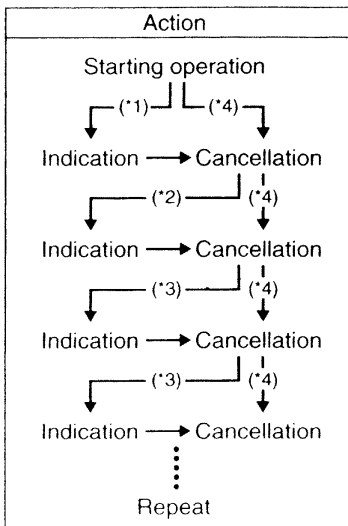 Action
Starting operation
(*1) (*4)
Indication Cancellation
(*2) (*4)
Indication Cancellation
(*3) (*4)
Indication Cancellation
(*3) (*4)
Indication Cancellation
Repeat